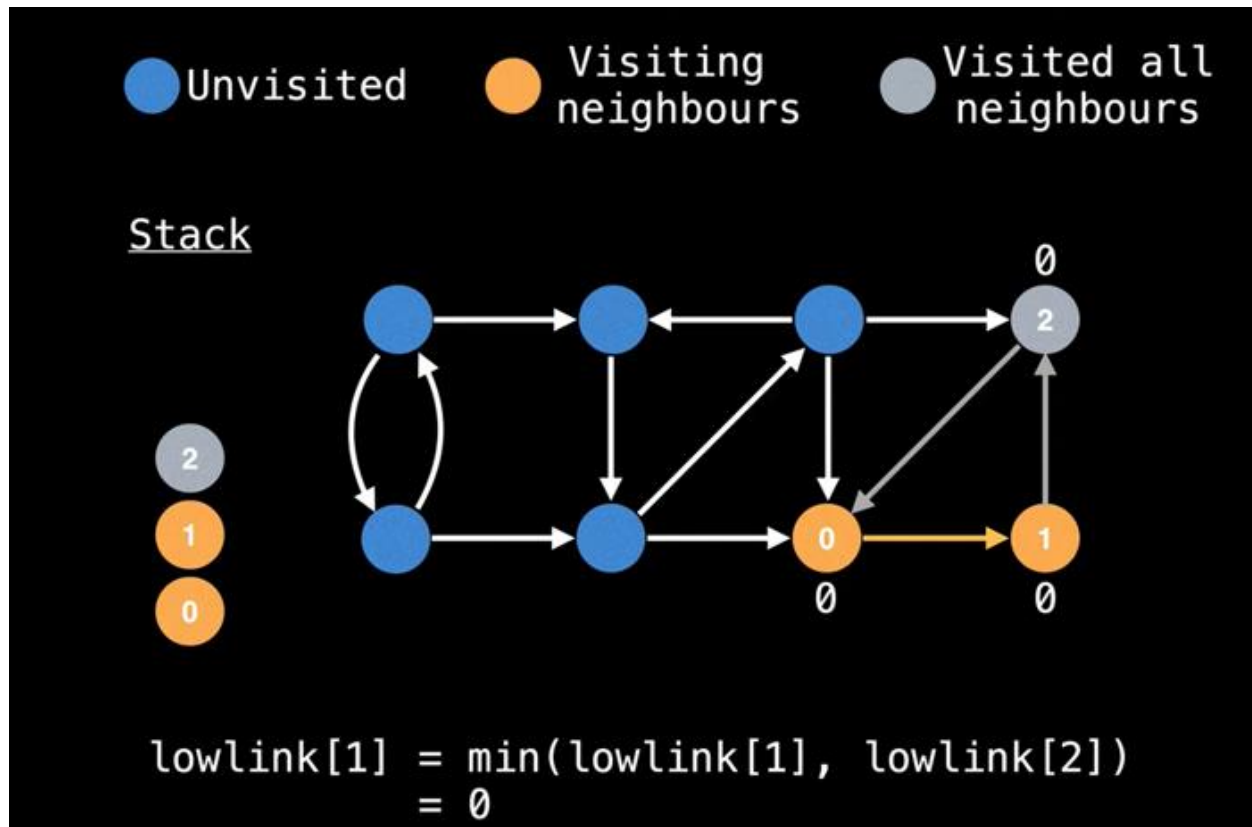 Unvisited
Visiting
neighbours
Visited all
neighbours
Stack
0
2
2
1
0
0
1
0
0
lowlink[1] = min(lowlink[1], lowlink[2])
= 0